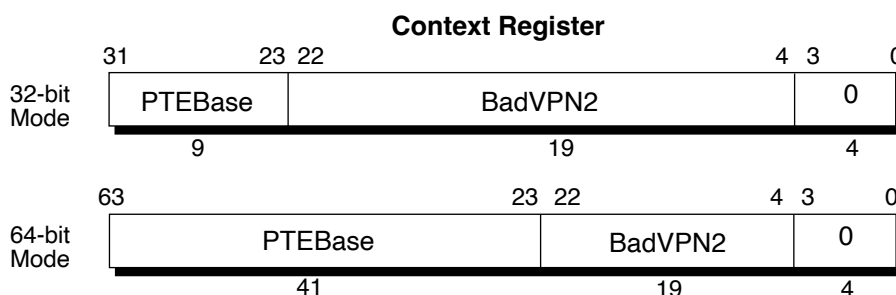 Context Register
31 23 22 4 3 0
32-bit
Mode
PTEBase BadVPN2 0
9 19 4
63 23 22 4 3 0
64-bit
Mode
PTEBase BadVPN2 0
41 19 4